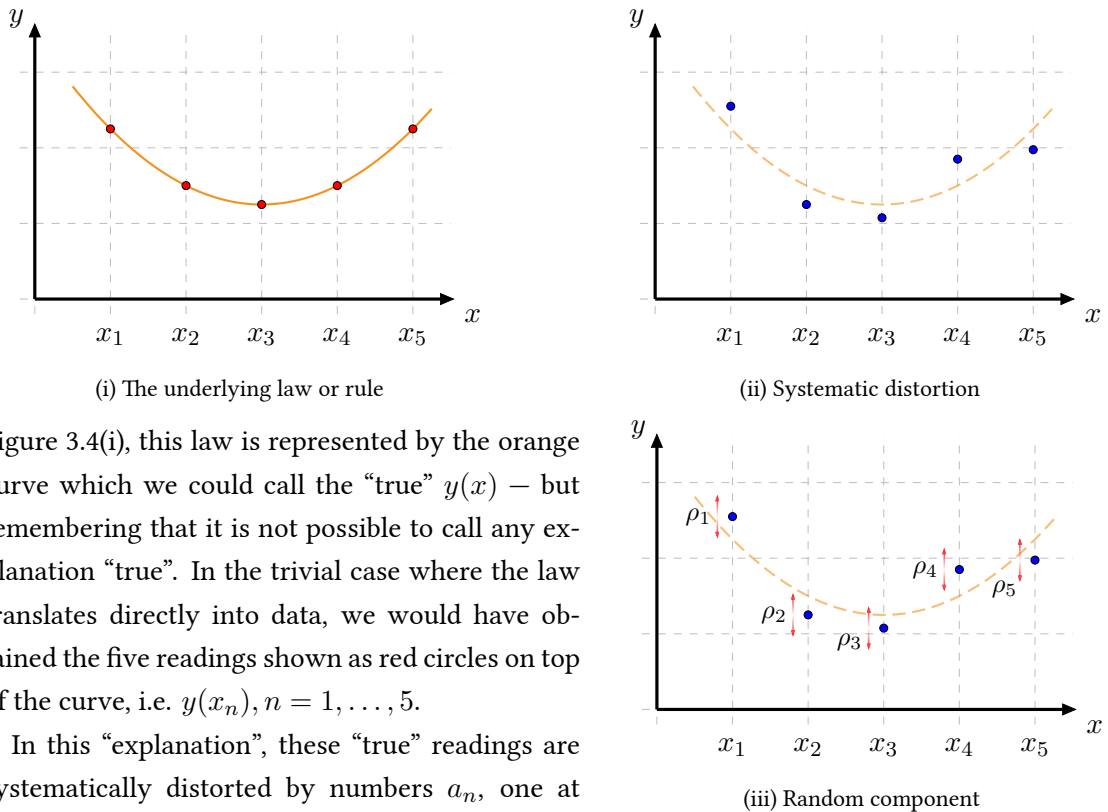 y
x
x₁ x₂ x₃ x₄ x₅
(i) The underlying law or rule
y
x
x₁ x₂ x₃ x₄ x₅
(ii) Systematic distortion
igure 3.4(i), this law is represented by the orange
urve which we could call the “true” y(x) – but
emembering that it is not possible to call any ex-
lanation “true”. In the trivial case where the law
ranslates directly into data, we would have ob-
ained the five readings shown as red circles on top
f the curve, i.e. y(xₙ), n = 1, . . . , 5.
In this “explanation”, these “true” readings are
ystematically distorted by numbers aₙ, one at
y
ρ₁
ρ₂
ρ₃
ρ₄
ρ₅
x
x₁ x₂ x₃ x₄ x₅
(iii) Random component